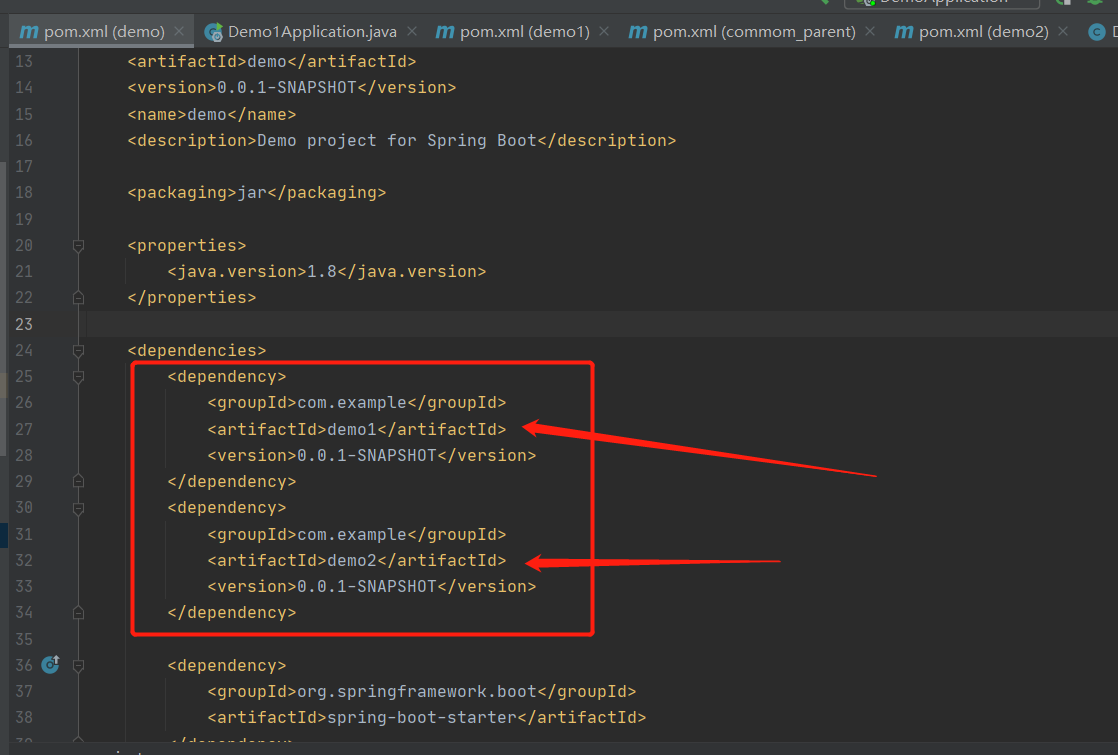 DemoApplication
pom.xml (demo)
Demo1Application.java
pom.xml (demo1)
pom.xml (commom_parent)
pom.xml (demo2)
13 <artifactId>demo</artifactId>
14 <version>0.0.1-SNAPSHOT</version>
15 <name>demo</name>
16 <description>Demo project for Spring Boot</description>
17
18 <packaging>jar</packaging>
19
20 <properties>
21 <java.version>1.8</java.version>
22 </properties>
23
24 <dependencies>
25 <dependency>
26 <groupId>com.example</groupId>
27 <artifactId>demo1</artifactId>
28 <version>0.0.1-SNAPSHOT</version>
29 </dependency>
30 <dependency>
31 <groupId>com.example</groupId>
32 <artifactId>demo2</artifactId>
33 <version>0.0.1-SNAPSHOT</version>
34 </dependency>
35
36 <dependency>
37 <groupId>org.springframework.boot</groupId>
38 <artifactId>spring-boot-starter</artifactId>